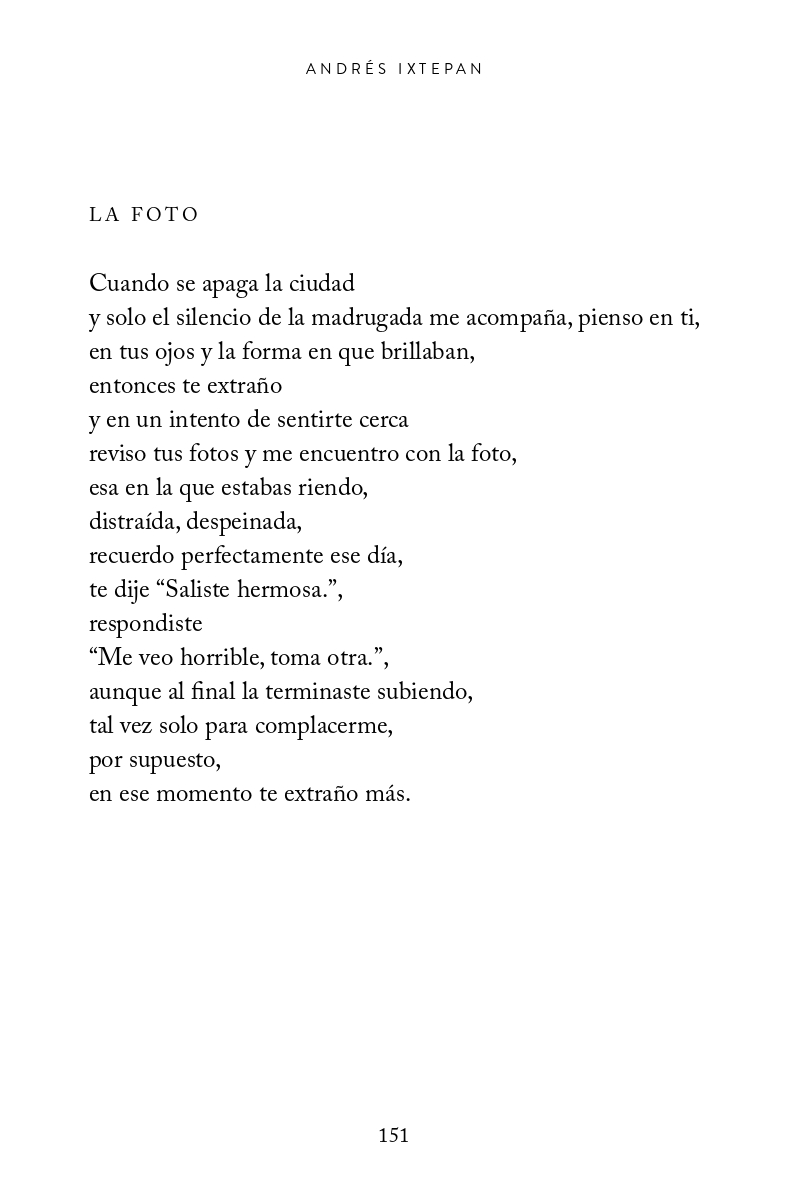 ANDRÉS IXTEPAN
LA FOTO
Cuando se apaga la ciudad
y solo el silencio de la madrugada me acompaña, pienso en ti,
en tus ojos y la forma en que brillaban,
entonces te extraño
y en un intento de sentirte cerca
reviso tus fotos y me encuentro con la foto,
esa en la que estabas riendo,
distraída, despeinada,
recuerdo perfectamente ese día,
te dije “Saliste hermosa.”,
respondiste
“Me veo horrible, toma otra.”,
aunque al final la terminaste subiendo,
tal vez solo para complacerme,
por supuesto,
en ese momento te extraño más.
151